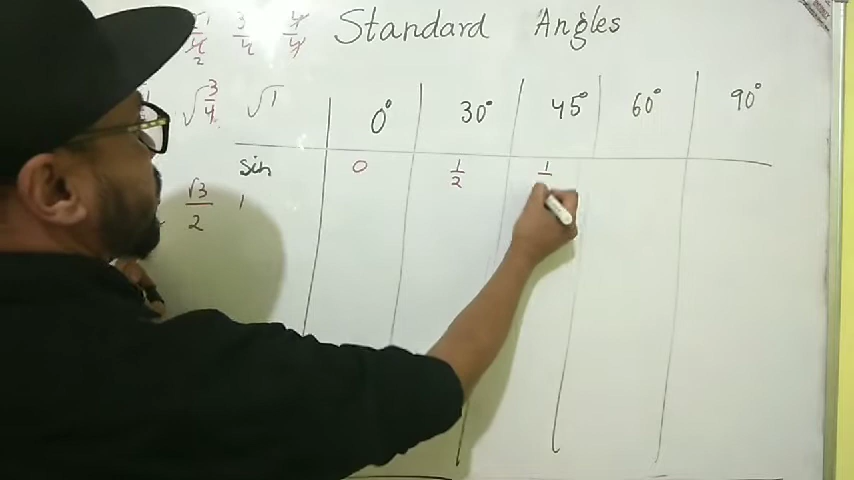 √1/4̸2 3/4 4̸/4̸ Standard Angles
√3/4 √1 0° 30° 45° 60° 90°
sin 0 1/2 1/
√3/2 1